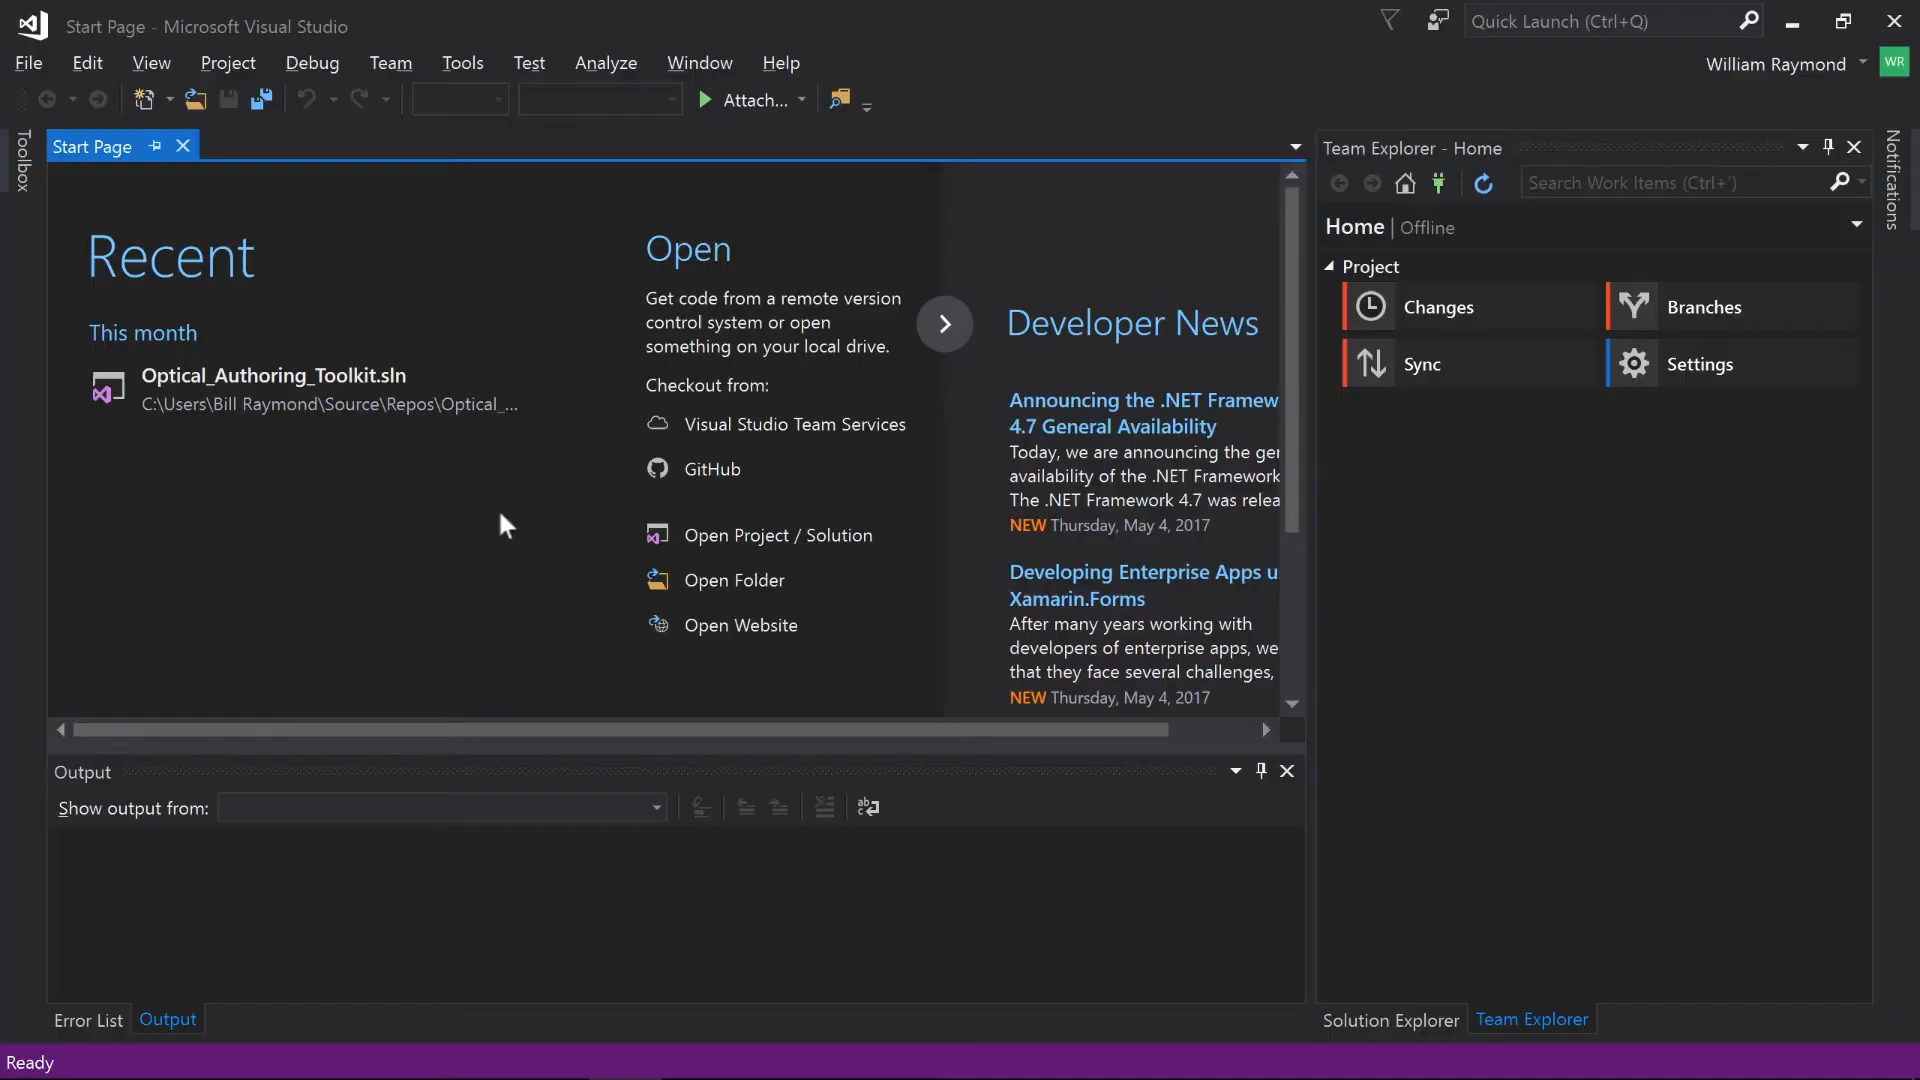 Start Page - Microsoft Visual Studio
Quick Launch (Ctrl+Q)
File Edit View Project Debug Team Tools Test Analyze Window Help
William Raymond WR
Attach...
Toolbox
Start Page
Recent
This month
Optical_Authoring_Toolkit.sln
C:\Users\Bill Raymond\Source\Repos\Optical_...
Open
Get code from a remote version
control system or open
something on your local drive.
Checkout from:
Visual Studio Team Services
GitHub
Open Project / Solution
Open Folder
Open Website
Developer News
Announcing the .NET Framew
4.7 General Availability
Today, we are announcing the ger
availability of the .NET Framework
The .NET Framework 4.7 was relea
NEW Thursday, May 4, 2017
Developing Enterprise Apps u
Xamarin.Forms
After many years working with
developers of enterprise apps, we
that they face several challenges,
NEW Thursday, May 4, 2017
Team Explorer - Home
Search Work Items (Ctrl+')
Home | Offline
Project
Changes
Branches
Sync
Settings
Notifications
Output
Show output from:
Error List Output
Solution Explorer Team Explorer
Ready